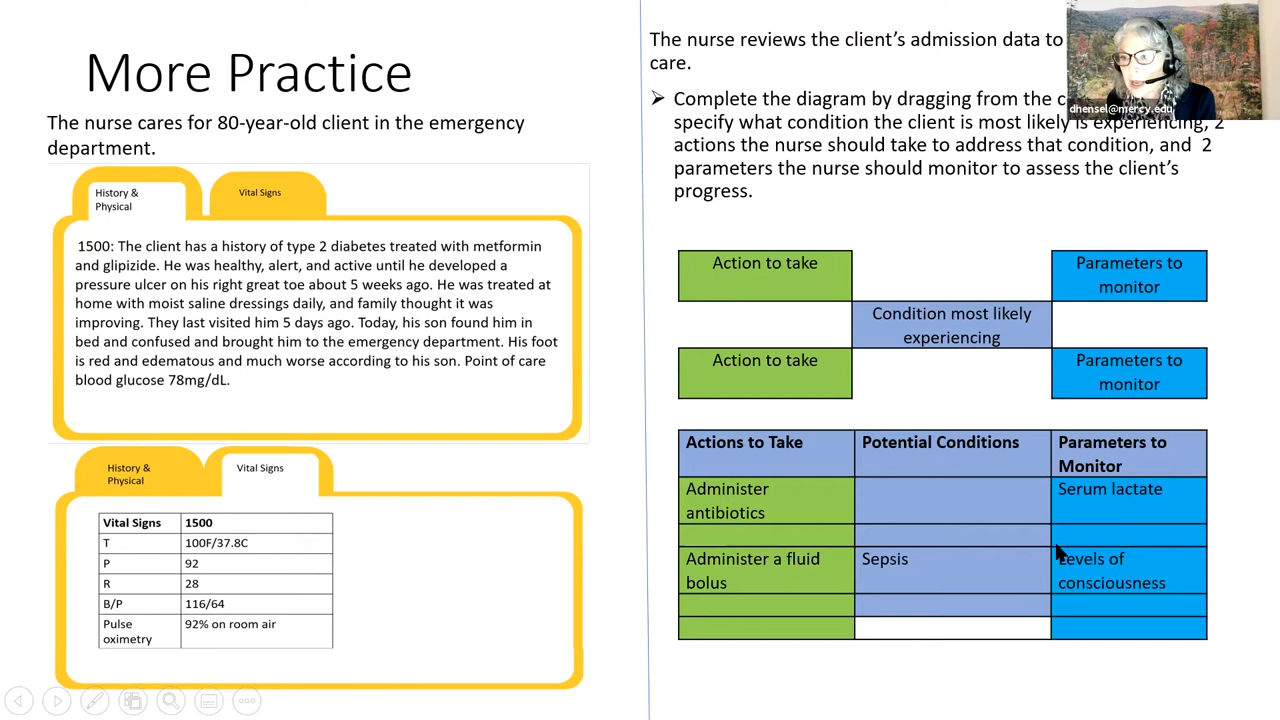 More Practice
The nurse cares for 80-year-old client in the emergency
department.
History &
Physical
Vital Signs
1500: The client has a history of type 2 diabetes treated with metformin
and glipizide. He was healthy, alert, and active until he developed a
pressure ulcer on his right great toe about 5 weeks ago. He was treated at
home with moist saline dressings daily, and family thought it was
improving. They last visited him 5 days ago. Today, his son found him in
bed and confused and brought him to the emergency department. His foot
is red and edematous and much worse according to his son. Point of care
blood glucose 78mg/dL.
History &
Physical
Vital Signs
Vital Signs 1500
T 100F/37.8C
P 92
R 28
B/P 116/64
Pulse 92% on room air
oximetry
The nurse reviews the client's admission data to
care.
dhensel@mercy.edu
➢ Complete the diagram by dragging from the c
specify what condition the client is most likely is experiencing, 2
actions the nurse should take to address that condition, and 2
parameters the nurse should monitor to assess the client's
progress.
Action to take
Parameters to
monitor
Condition most likely
experiencing
Action to take
Parameters to
monitor
Actions to Take Potential Conditions Parameters to
Monitor
Administer Serum lactate
antibiotics
Administer a fluid Sepsis Levels of
bolus consciousness